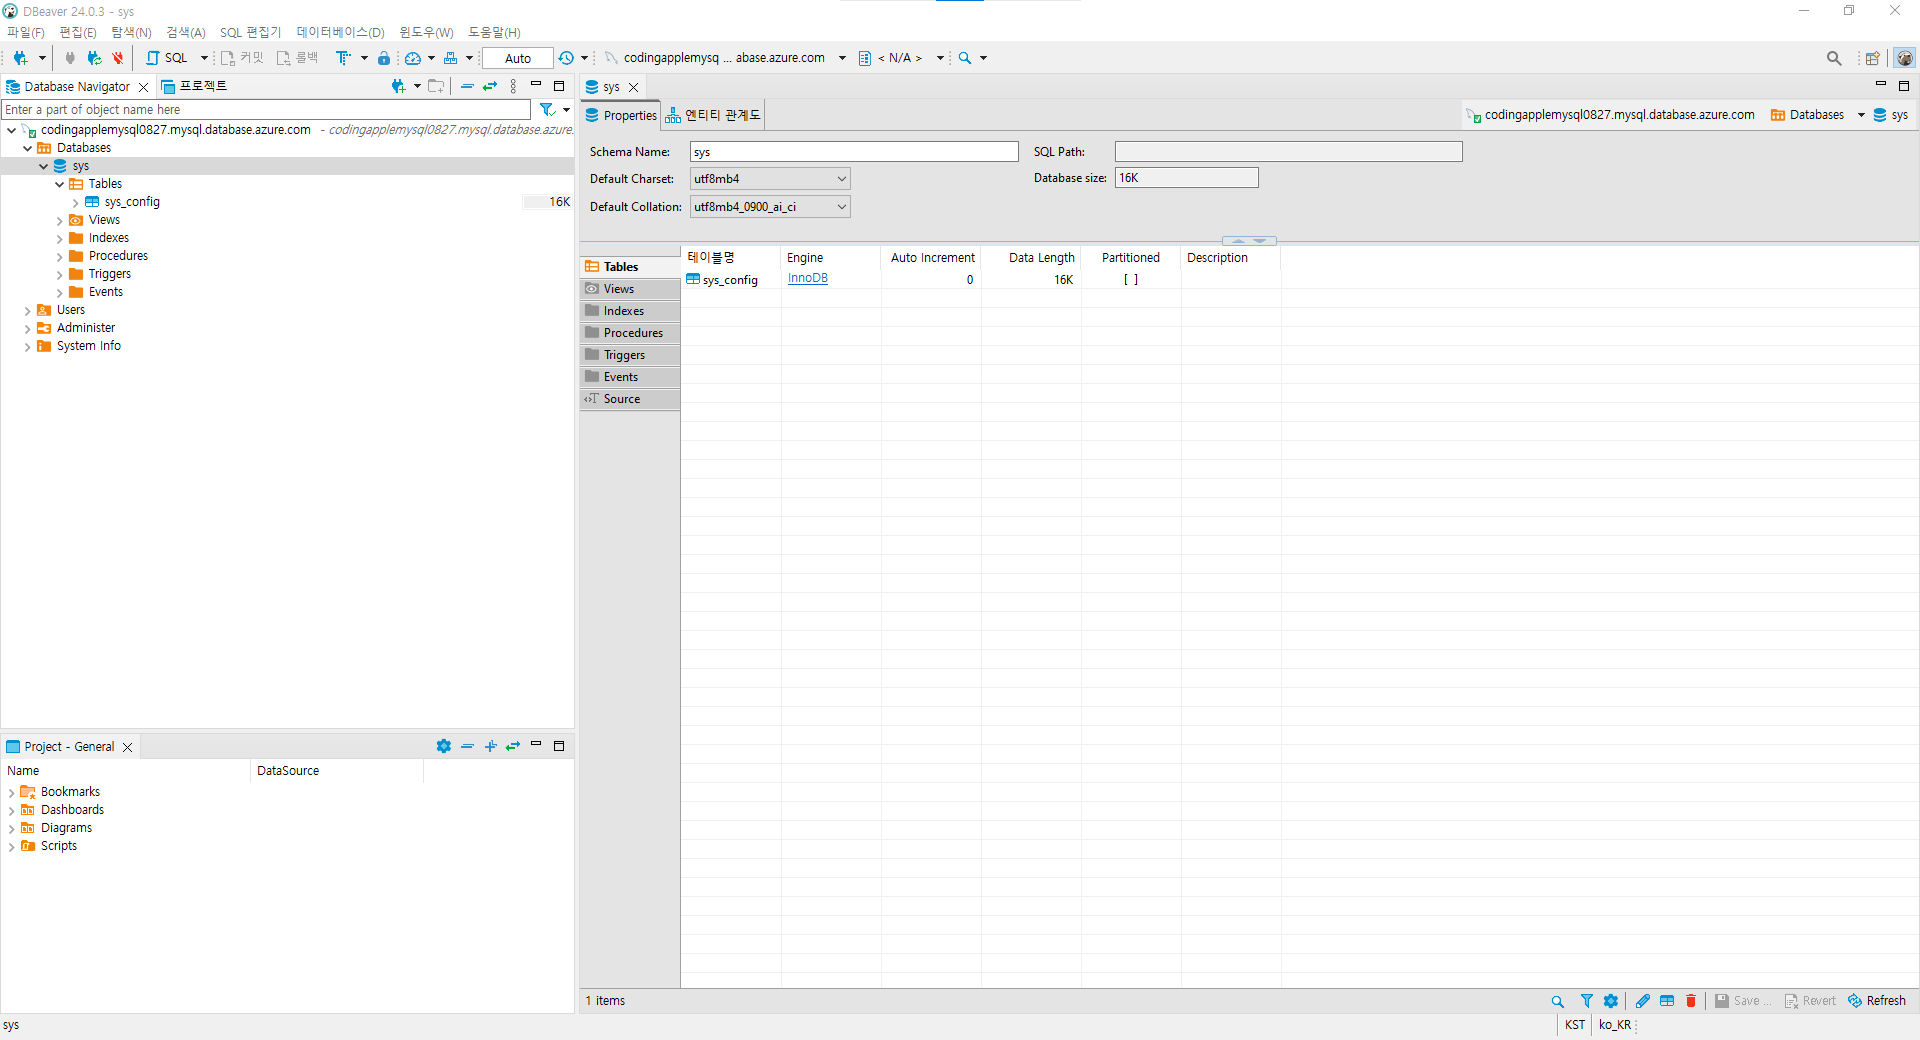 DBeaver 24.0.3 - sys
파일(F) 편집(E) 탐색(N) 검색(A) SQL 편집기 데이터베이스(D) 윈도우(W) 도움말(H)
SQL 커밋 롤백 Auto codingapplemysq ... abase.azure.com < N/A >
Database Navigator 프로젝트
Enter a part of object name here
codingapplemysql0827.mysql.database.azure.com - codingapplemysql0827.mysql.database.azure.
Databases
sys
Tables
sys_config 16K
Views
Indexes
Procedures
Triggers
Events
Users
Administer
System Info
Project - General
Name DataSource
Bookmarks
Dashboards
Diagrams
Scripts
sys
Properties 엔티티 관계도 codingapplemysql0827.mysql.database.azure.com Databases sys
Schema Name: sys SQL Path:
Default Charset: utf8mb4 Database size: 16K
Default Collation: utf8mb4_0900_ai_ci
Tables
Views
Indexes
Procedures
Triggers
Events
Source
테이블명 Engine Auto Increment Data Length Partitioned Description
sys_config InnoDB 0 16K [ ]
1 items Save ... Revert Refresh
sys KST ko_KR